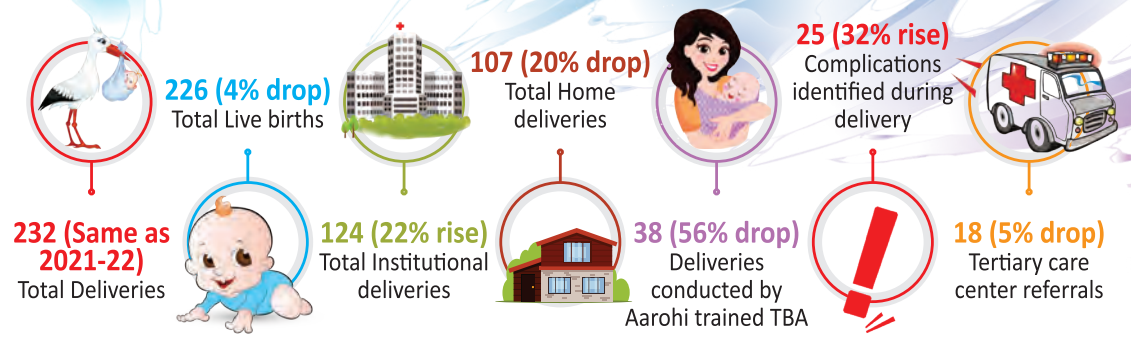 232 (Same as
2021-22)
Total Deliveries
226 (4% drop)
Total Live births
124 (22% rise)
Total Institutional
deliveries
107 (20% drop)
Total Home
deliveries
38 (56% drop)
Deliveries
conducted by
Aarohi trained TBA
25 (32% rise)
Complications
identified during
delivery
18 (5% drop)
Tertiary care
center referrals